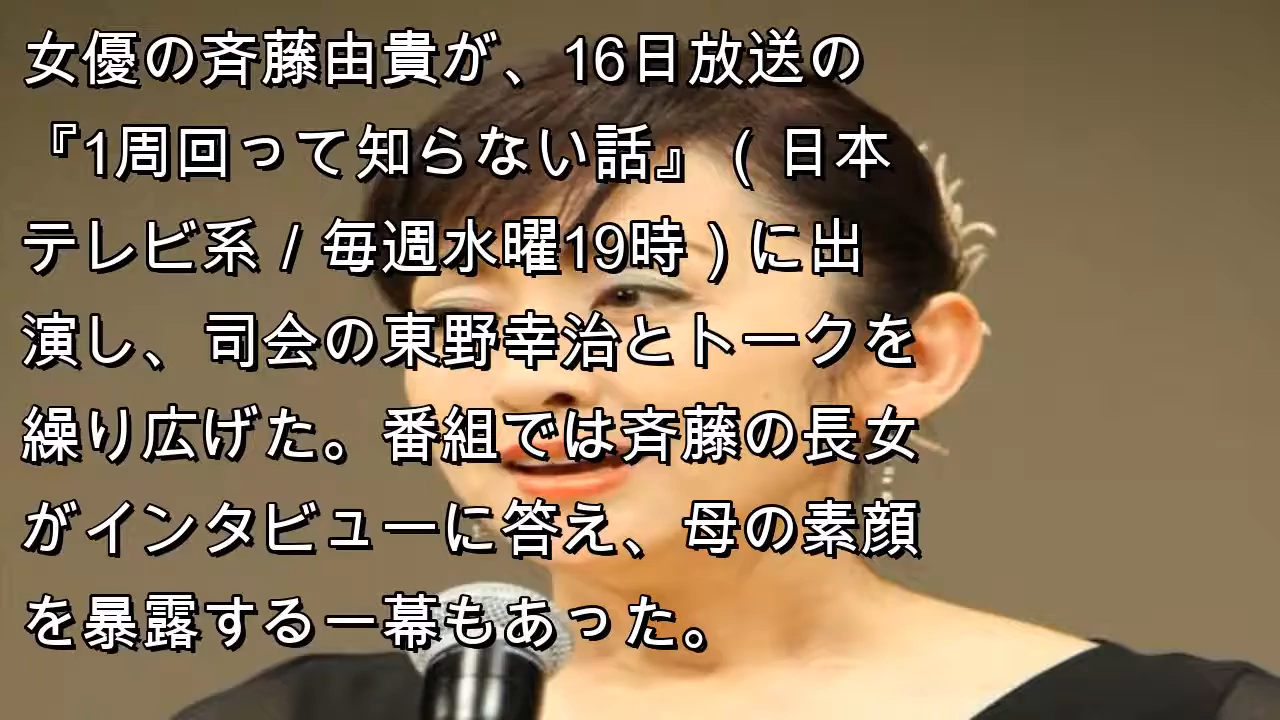 女優の斉藤由貴が、16日放送の
『1周回って知らない話』（日本
テレビ系／毎週水曜19時）に出
演し、司会の東野幸治とトークを
繰り広げた。番組では斉藤の長女
がインタビューに答え、母の素顔
を暴露する一幕もあった。